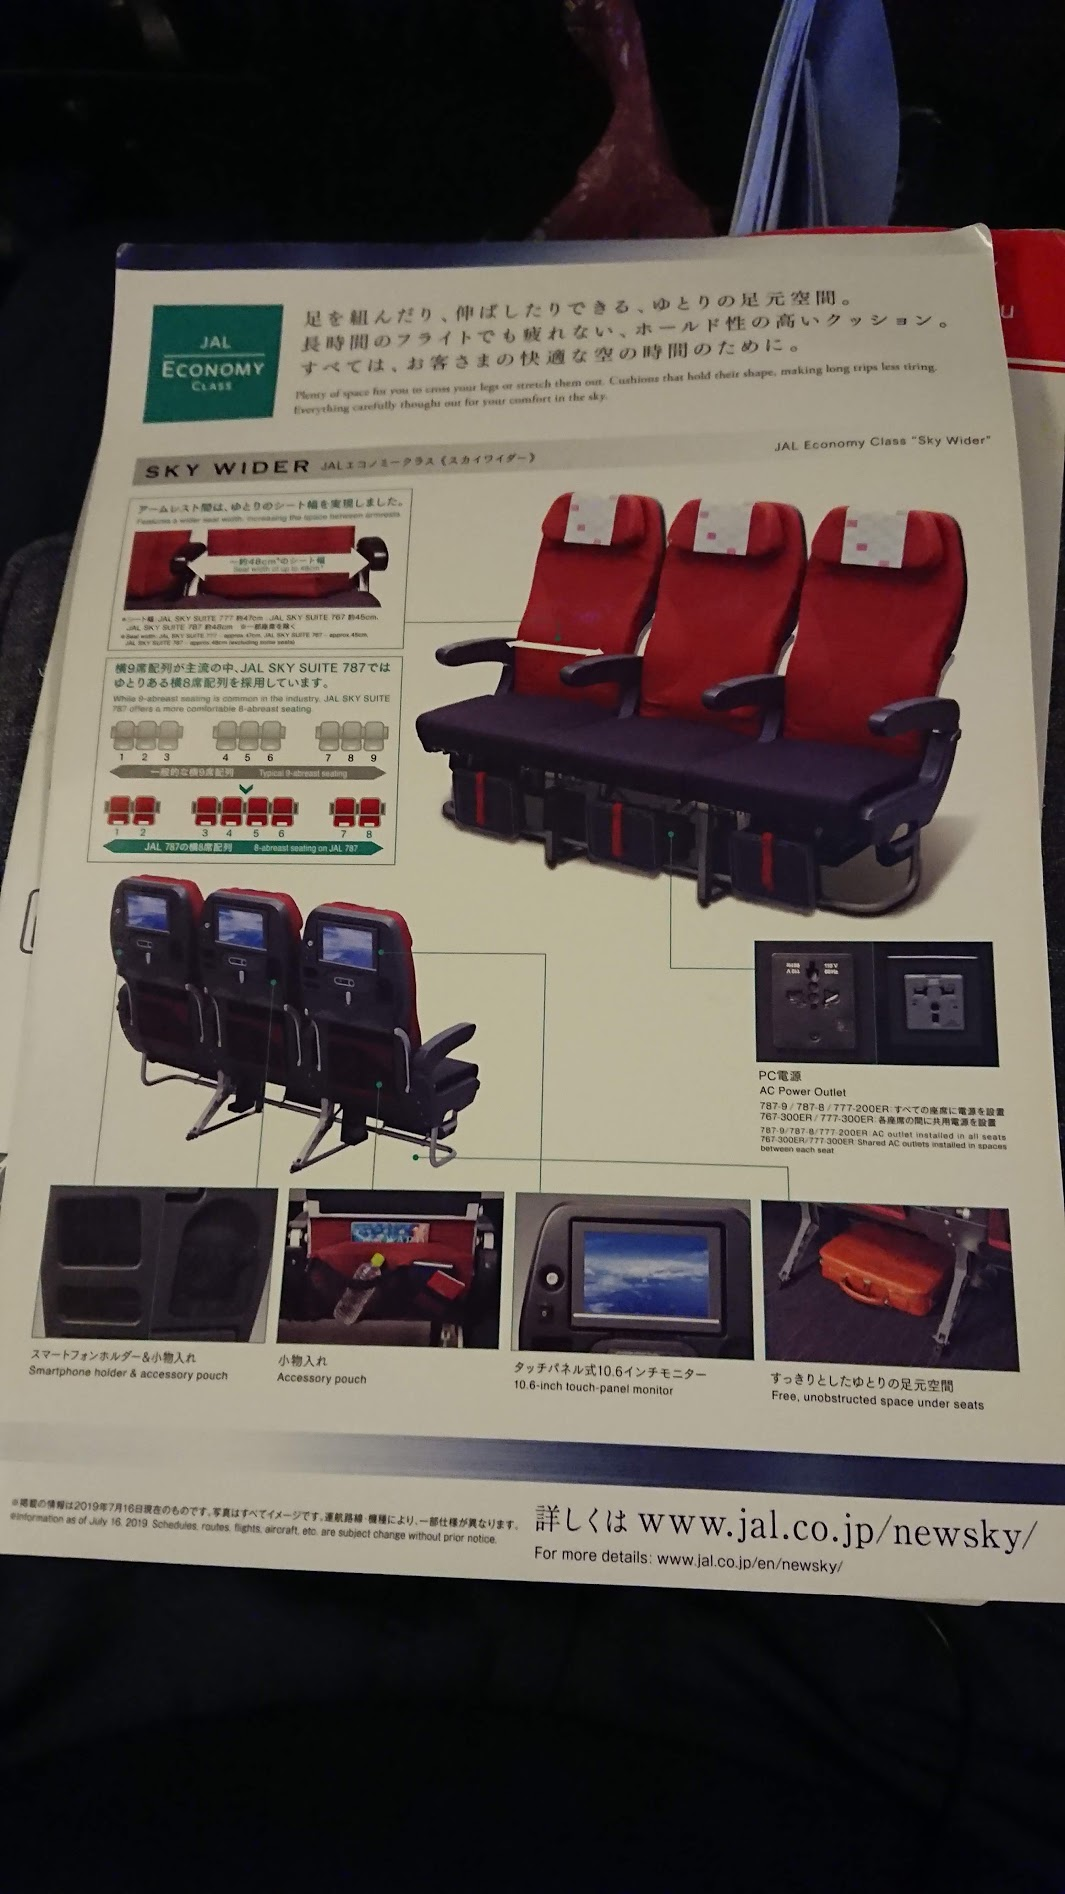 JAL
ECONOMY
CLASS
足を組んだり、伸ばしたりできる、ゆとりの足元空間。
長時間のフライトでも疲れない、ホールド性の高いクッション。
すべては、お客さまの快適な空の時間のために。
Plenty of space for you to cross your legs or stretch them out. Cushions that hold their shape, making long trips less tiring.
Everything carefully thought out for your comfort in the sky.
SKY WIDER JALエコノミークラス《スカイワイダー》
JAL Economy Class "Sky Wider"
アームレスト間は、ゆとりのシート幅を実現しました。
Features a wider seat width, increasing the space between armrests.
〜約48cm*のシート幅
Seat width of up to 48cm*
※シート幅:JAL SKY SUITE 777 約47cm JAL SKY SUITE 767 約45cm、
JAL SKY SUITE 787 約48cm ※一部座席を除く
※Seat width: JAL SKY SUITE 777 - approx. 47cm, JAL SKY SUITE 767 - approx. 45cm,
JAL SKY SUITE 787 - approx. 48cm (excluding some seats)
横9席配列が主流の中、JAL SKY SUITE 787では
ゆとりある横8席配列を採用しています。
While 9-abreast seating is common in the industry, JAL SKY SUITE
787 offers a more comfortable 8-abreast seating.
1 2 3 4 5 6 7 8 9
一般的な横9席配列 Typical 9-abreast seating
1 2 3 4 5 6 7 8
JAL 787の横8席配列 8-abreast seating on JAL 787
PC電源
AC Power Outlet
787-9 / 787-8 / 777-200ER:すべての座席に電源を設置
767-300ER/777-300ER:各座席の間に共用電源を設置
787-9/787-8/777-200ER: AC outlet installed in all seats
767-300ER/777-300ER: Shared AC outlets installed in spaces
between each seat
スマートフォンホルダー&小物入れ
Smartphone holder & accessory pouch
小物入れ
Accessory pouch
タッチパネル式10.6インチモニター
10.6-inch touch-panel monitor
すっきりとしたゆとりの足元空間
Free, unobstructed space under seats
※掲載の情報は2019年7月16日現在のものです。写真はすべてイメージです。運航路線・機種により、一部仕様が異なります。
※Information as of July 16, 2019. Schedules, routes, flights, aircraft, etc. are subject change without prior notice.
詳しくは www.jal.co.jp/newsky/
For more details: www.jal.co.jp/en/newsky/